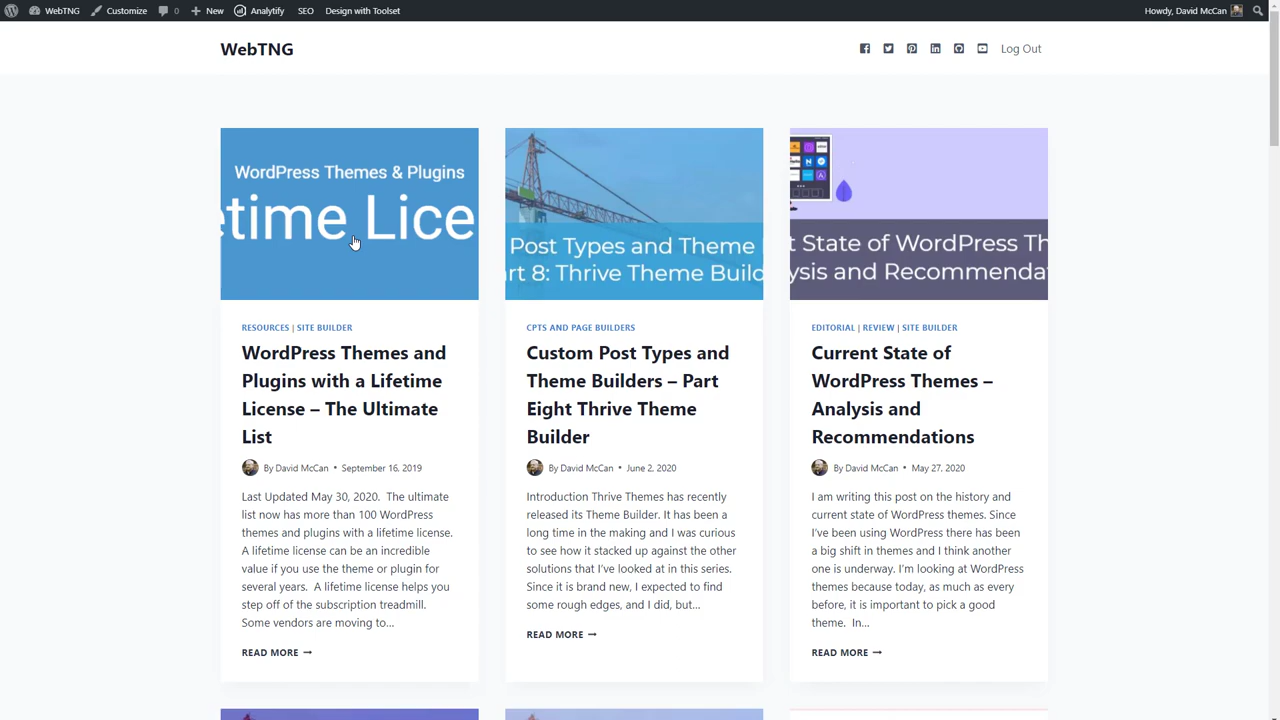 WebTNG Customize 0 New Analytify SEO Design with Toolset Howdy, David McCan
WebTNG Log Out
WordPress Themes & Plugins
etime Lice
RESOURCES | SITE BUILDER
WordPress Themes and
Plugins with a Lifetime
License – The Ultimate
List
By David McCan • September 16, 2019
Last Updated May 30, 2020. The ultimate
list now has more than 100 WordPress
themes and plugins with a lifetime license.
A lifetime license can be an incredible
value if you use the theme or plugin for
several years. A lifetime license helps you
step off of the subscription treadmill.
Some vendors are moving to...
READ MORE →
Post Types and Theme
rt 8: Thrive Theme Build
CPTS AND PAGE BUILDERS
Custom Post Types and
Theme Builders – Part
Eight Thrive Theme
Builder
By David McCan • June 2, 2020
Introduction Thrive Themes has recently
released its Theme Builder. It has been a
long time in the making and I was curious
to see how it stacked up against the other
solutions that I've looked at in this series.
Since it is brand new, I expected to find
some rough edges, and I did, but...
READ MORE →
t State of WordPress Th
ysis and Recommenda
EDITORIAL | REVIEW | SITE BUILDER
Current State of
WordPress Themes –
Analysis and
Recommendations
By David McCan • May 27, 2020
I am writing this post on the history and
current state of WordPress themes. Since
I've been using WordPress there has been
a big shift in themes and I think another
one is underway. I'm looking at WordPress
themes because today, as much as every
before, it is important to pick a good
theme. In...
READ MORE →